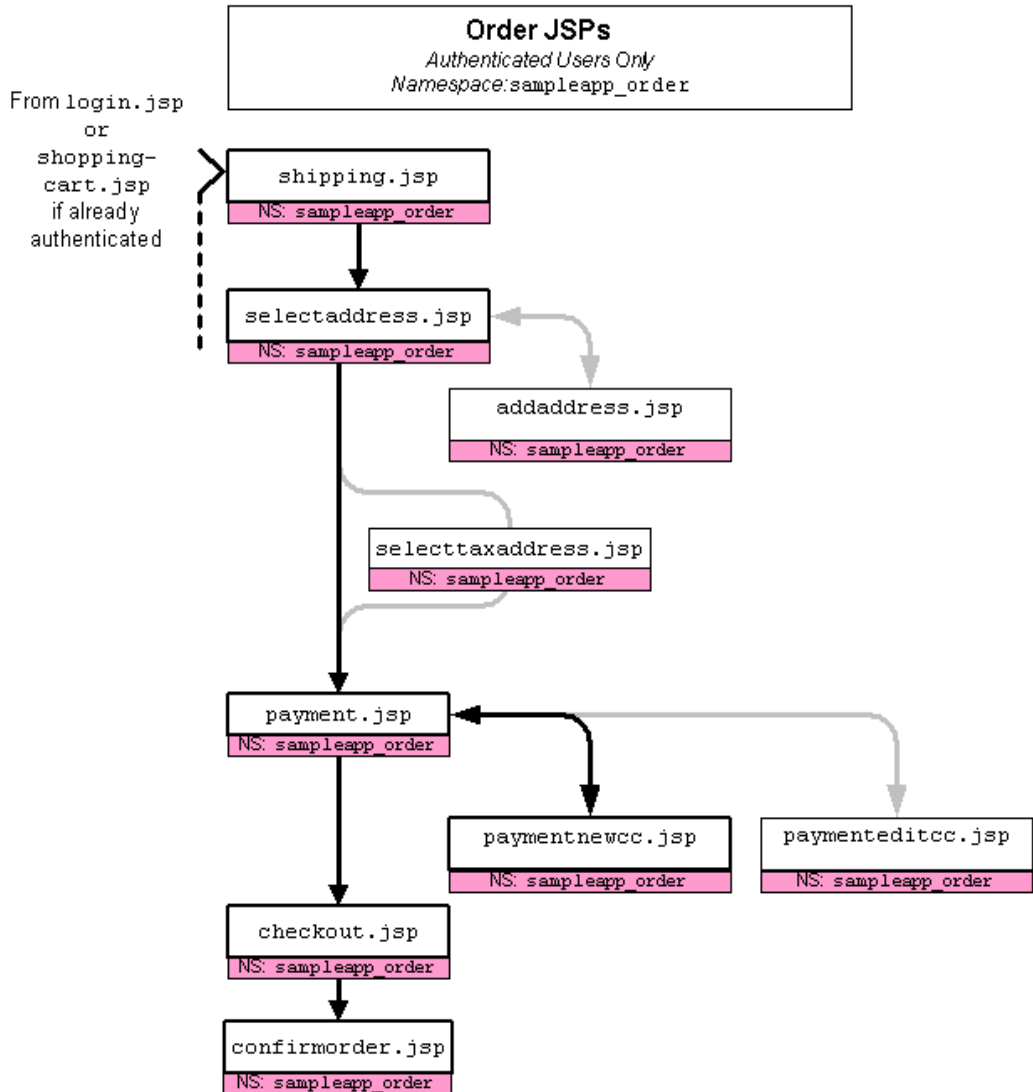 Order JSPs
Authenticated Users Only
Namespace:sampleapp_order
From login.jsp
or
shopping-
cart.jsp
if already
authenticated
shipping.jsp
NS: sampleapp_order
selectaddress.jsp
NS: sampleapp_order
addaddress.jsp
NS: sampleapp_order
selecttaxaddress.jsp
NS: sampleapp_order
payment.jsp
NS: sampleapp_order
paymentnewcc.jsp
NS: sampleapp_order
paymenteditcc.jsp
NS: sampleapp_order
checkout.jsp
NS: sampleapp_order
confirmorder.jsp
NS: sampleapp_order